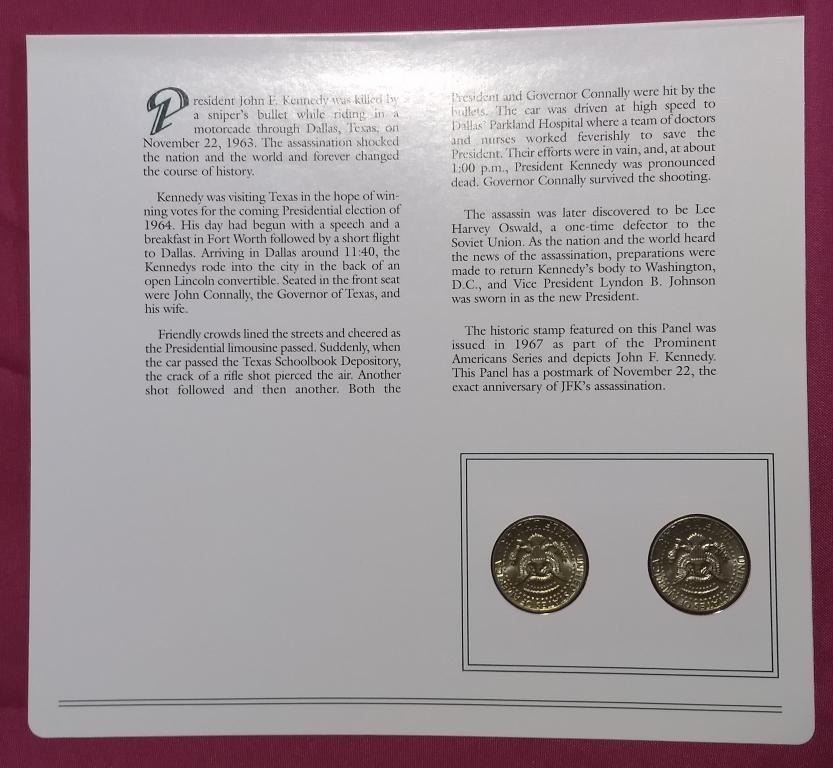 President John F. Kennedy was killed by
a sniper's bullet while riding in a
motorcade through Dallas, Texas, on
November 22, 1963. The assassination shocked
the nation and the world and forever changed
the course of history.
Kennedy was visiting Texas in the hope of win-
ning votes for the coming Presidential election of
1964. His day had begun with a speech and a
breakfast in Fort Worth followed by a short flight
to Dallas. Arriving in Dallas around 11:40, the
Kennedys rode into the city in the back of an
open Lincoln convertible. Seated in the front seat
were John Connally, the Governor of Texas, and
his wife.
Friendly crowds lined the streets and cheered as
the Presidential limousine passed. Suddenly, when
the car passed the Texas Schoolbook Depository,
the crack of a rifle shot pierced the air. Another
shot followed and then another. Both the
President and Governor Connally were hit by the
bullets. The car was driven at high speed to
Dallas' Parkland Hospital where a team of doctors
and nurses worked feverishly to save the
President. Their efforts were in vain, and, at about
1:00 p.m., President Kennedy was pronounced
dead. Governor Connally survived the shooting.
The assassin was later discovered to be Lee
Harvey Oswald, a one-time defector to the
Soviet Union. As the nation and the world heard
the news of the assassination, preparations were
made to return Kennedy's body to Washington,
D.C., and Vice President Lyndon B. Johnson
was sworn in as the new President.
The historic stamp featured on this Panel was
issued in 1967 as part of the Prominent
Americans Series and depicts John F. Kennedy.
This Panel has a postmark of November 22, the
exact anniversary of JFK's assassination.
UNITED STATES OF AMERICA
HALF DOLLAR
UNITED STATES OF AMERICA
HALF DOLLAR